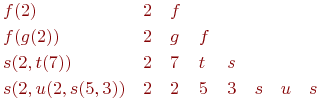 f(2) 2 f
f(g(2)) 2 g f
s(2, t(7)) 2 7 t s
s(2, u(2, s(5, 3)) 2 2 5 3 s u s